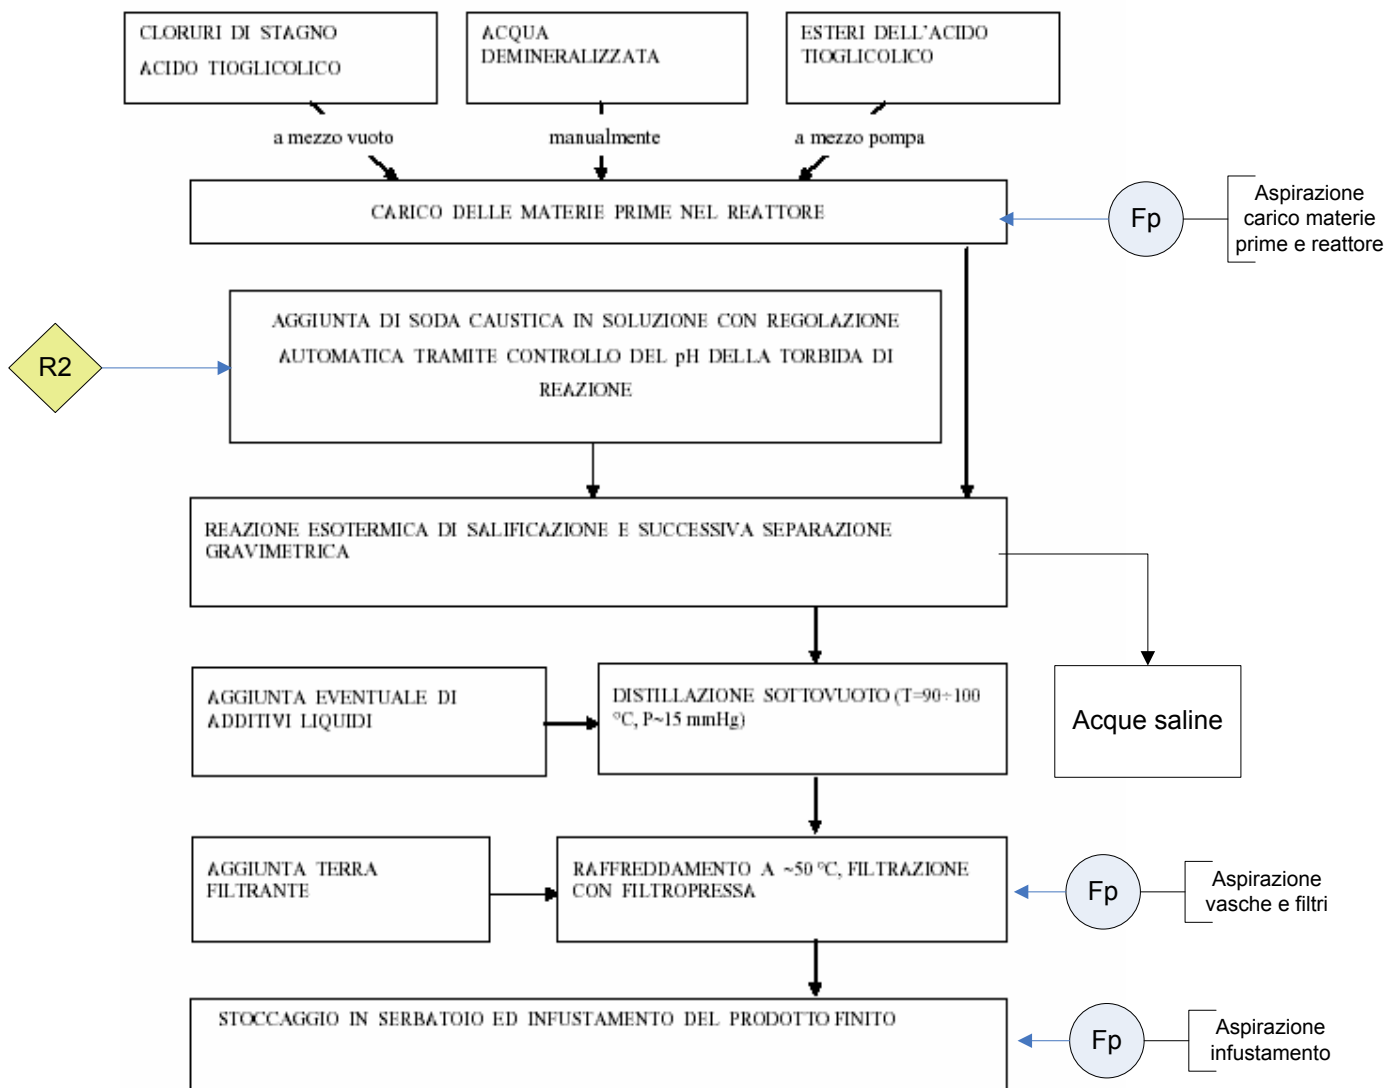 CLORURI DI STAGNO
ACIDO TIOGLICOLICO
ACQUA
DEMINERALIZZATA
ESTERI DELL'ACIDO
TIOGLICOLICO
a mezzo vuoto
manualmente
a mezzo pompa
CARICO DELLE MATERIE PRIME NEL REATTORE
Fp
Aspirazione
carico materie
prime e reattore
AGGIUNTA DI SODA CAUSTICA IN SOLUZIONE CON REGOLAZIONE
AUTOMATICA TRAMITE CONTROLLO DEL pH DELLA TORBIDA DI
REAZIONE
R2
REAZIONE ESOTERMICA DI SALIFICAZIONE E SUCCESSIVA SEPARAZIONE
GRAVIMETRICA
AGGIUNTA EVENTUALE DI
ADDITIVI LIQUIDI
DISTILLAZIONE SOTTOVUOTO (T=90÷100
°C, P~15 mmHg)
Acque saline
AGGIUNTA TERRA
FILTRANTE
RAFFREDDAMENTO A ~50 °C, FILTRAZIONE
CON FILTROPRESSA
Fp
Aspirazione
vasche e filtri
STOCCAGGIO IN SERBATOIO ED INFUSTAMENTO DEL PRODOTTO FINITO
Fp
Aspirazione
infustamento